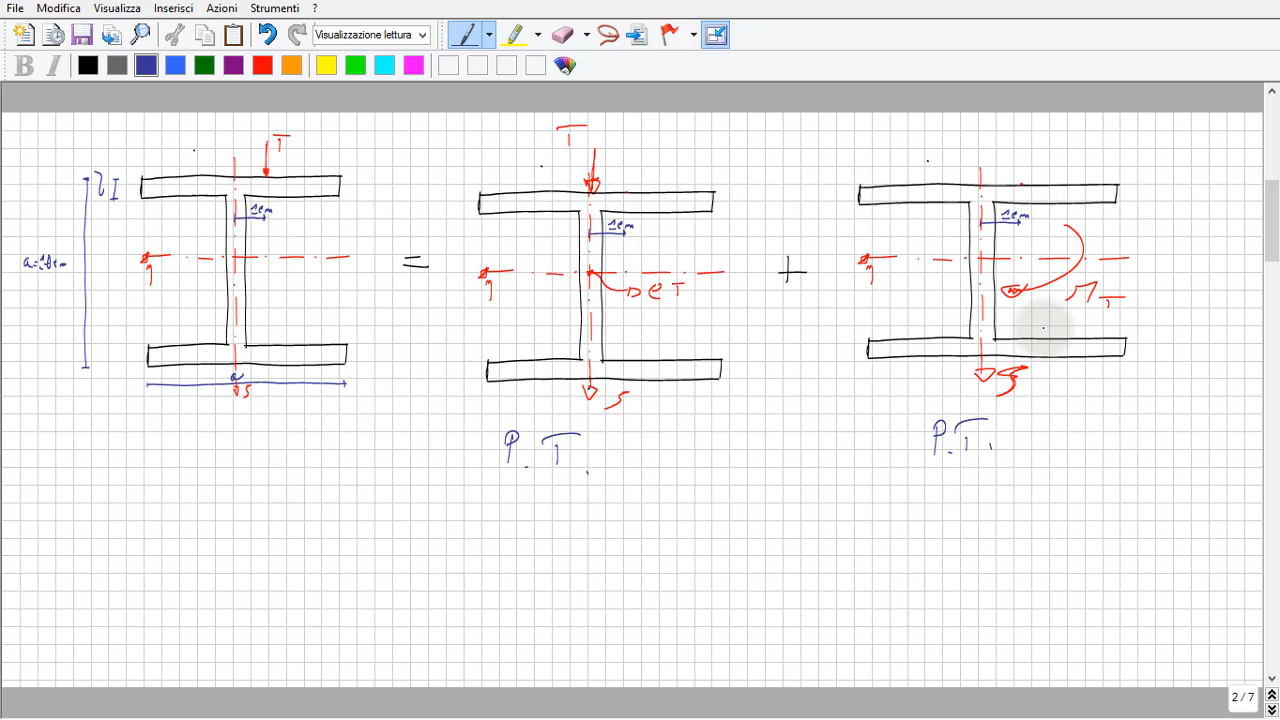 File Modifica Visualizza Inserisci Azioni Strumenti ?
Visualizzazione lettura
B I
T
1cm
η
a
T
1cm
η
C T
P. T.
1cm
η
M T
P. T.
2 / 7